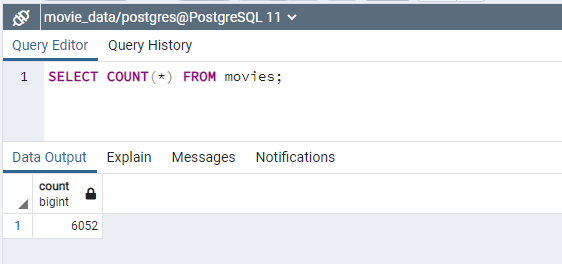 movie_data/postgres@PostgreSQL 11
Query Editor Query History
1 SELECT COUNT(*) FROM movies;
Data Output Explain Messages Notifications
count
bigint
1 6052